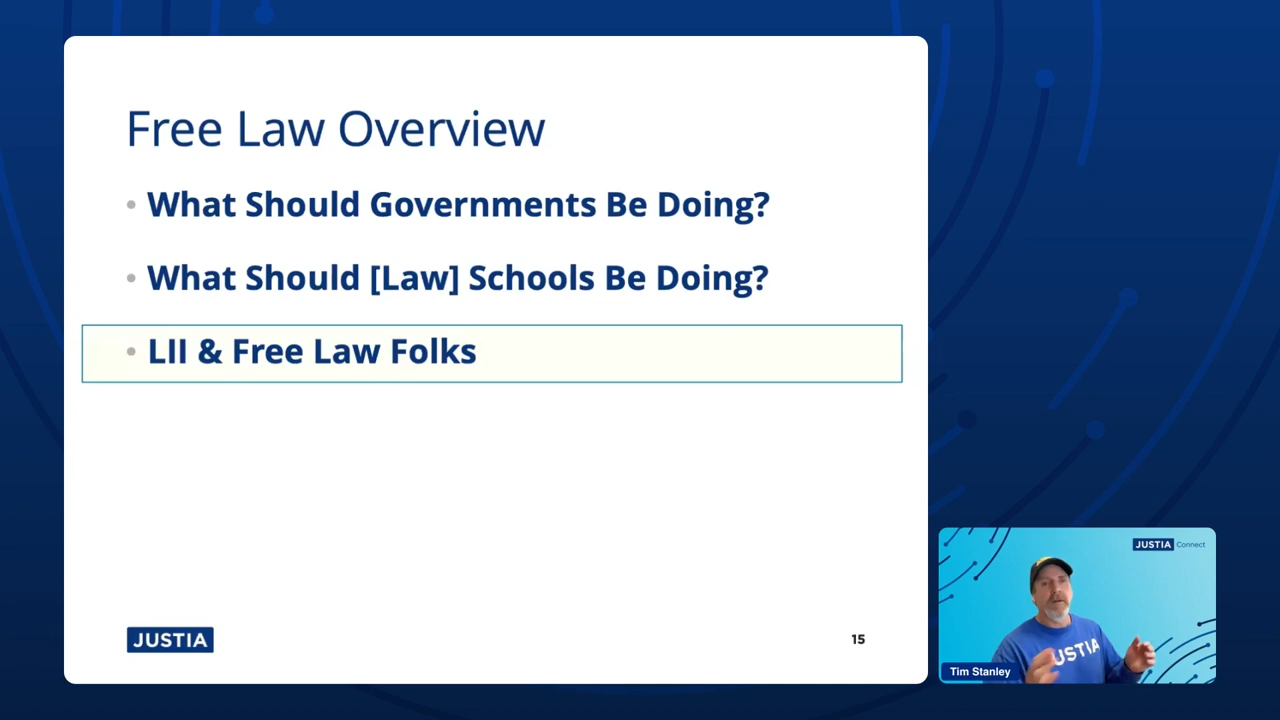 Free Law Overview
• What Should Governments Be Doing?
• What Should [Law] Schools Be Doing?
• LII & Free Law Folks
JUSTIA
15
JUSTIA Connect
USTIA
Tim Stanley